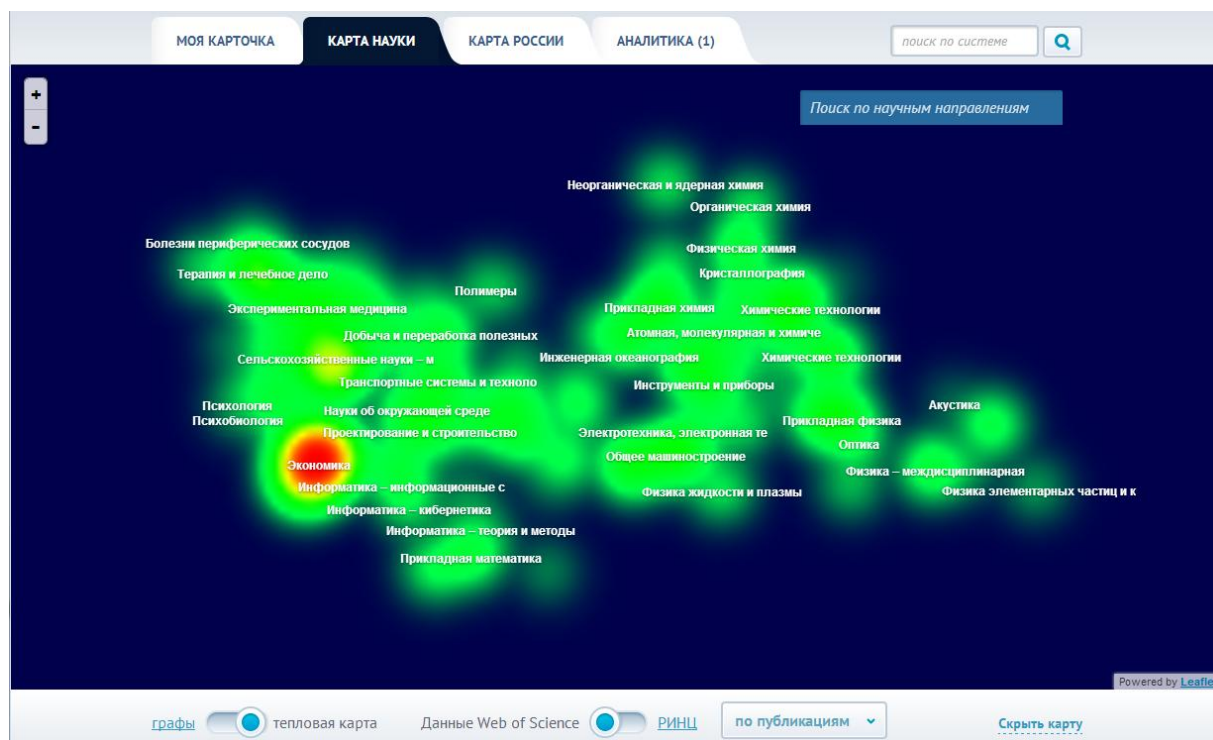 МОЯ КАРТОЧКА
КАРТА НАУКИ
КАРТА РОССИИ
АНАЛИТИКА (1)
поиск по системе
+
-
Поиск по научным направлениям
Неорганическая и ядерная химия
Органическая химия
Болезни периферических сосудов
Физическая химия
Терапия и лечебное дело
Кристаллография
Полимеры
Экспериментальная медицина
Прикладная химия
Химические технологии
Добыча и переработка полезных
Атомная, молекулярная и химиче
Сельскохозяйственные науки – м
Инженерная океанография
Химические технологии
Транспортные системы и техноло
Инструменты и приборы
Психология
Психобиология
Науки об окружающей среде
Акустика
Прикладная физика
Проектирование и строительство
Электротехника, электронная те
Оптика
Общее машиностроение
Экономика
Физика – междисциплинарная
Информатика – информационные с
Физика жидкости и плазмы
Физика элементарных частиц и к
Информатика – кибернетика
Информатика – теория и методы
Прикладная математика
Powered by Leafle
графы
тепловая карта
Данные Web of Science
РИНЦ
по публикациям
Скрыть карту